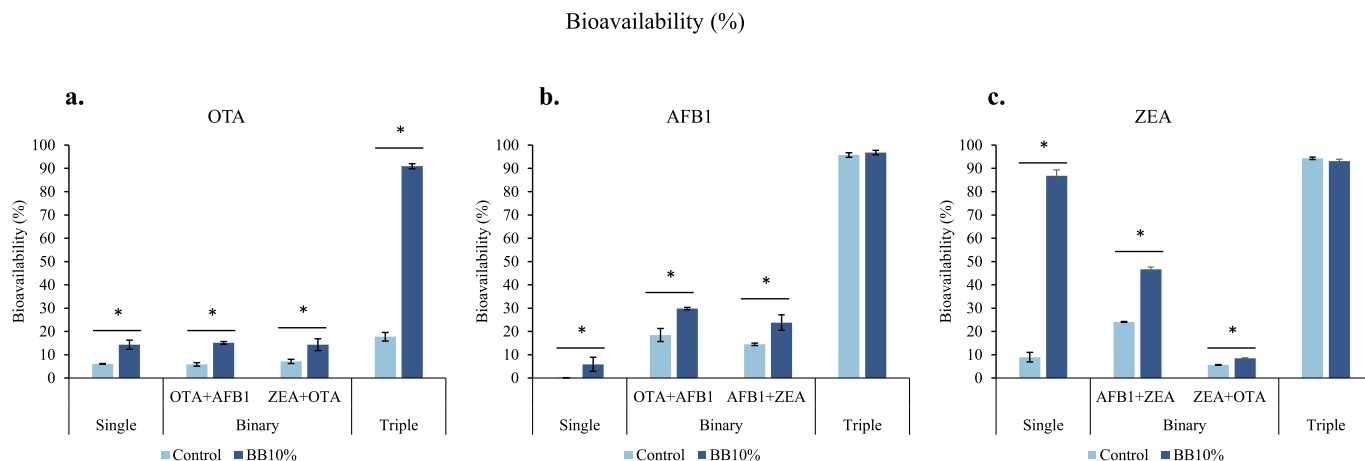 Bioavailability (%)
a.
OTA
Bioavailability (%)
100
90
80
70
60
50
40
30
20
10
0
*
*
*
*
OTA+AFB1 ZEA+OTA
Single Binary Triple
Control BB10%
b.
AFB1
Bioavailability (%)
100
90
80
70
60
50
40
30
20
10
0
*
*
*
OTA+AFB1 AFB1+ZEA
Single Binary Triple
Control BB10%
c.
ZEA
Bioavailability (%)
100
90
80
70
60
50
40
30
20
10
0
*
*
*
AFB1+ZEA ZEA+OTA
Single Binary Triple
Control BB10%